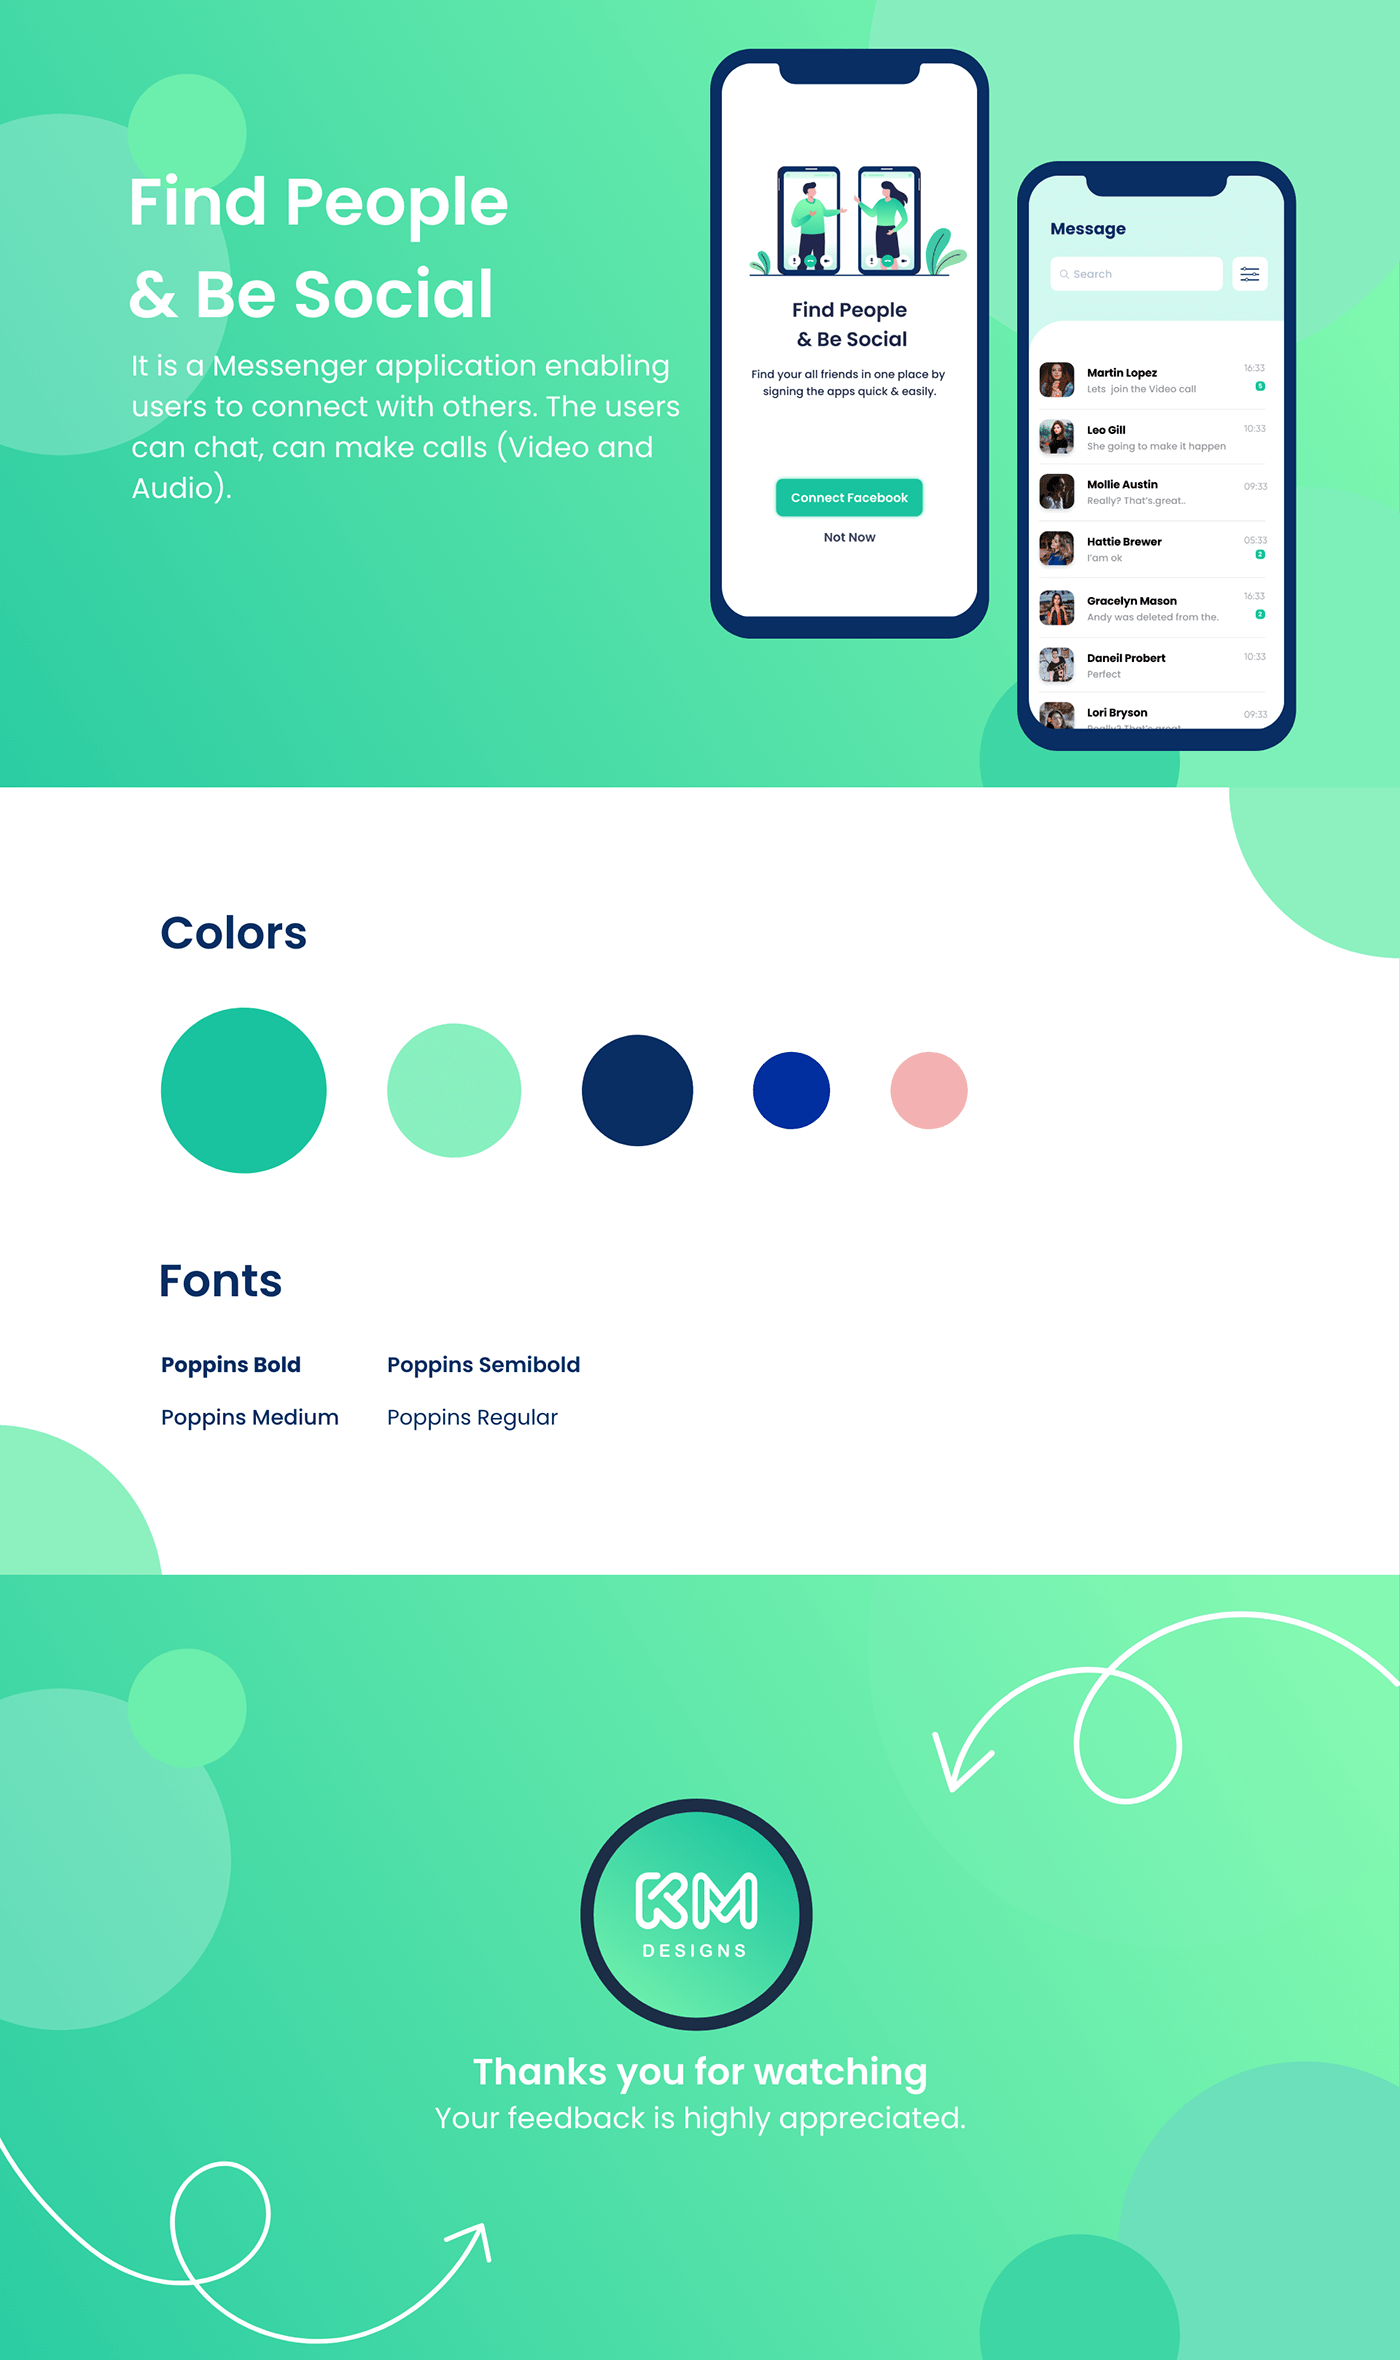 Find People
& Be Social
It is a Messenger application enabling
users to connect with others. The users
can chat, can make calls (Video and
Audio).
Find People
& Be Social
Find your all friends in one place by
signing the apps quick & easily.
Connect Facebook
Not Now
Message
Search
Martin Lopez 16:33
Lets join the Video call 5
Leo Gill 10:33
She going to make it happen
Mollie Austin 09:33
Really? That's.great..
Hattie Brewer 05:33
I'am ok 2
Gracelyn Mason 16:33
Andy was deleted from the. 2
Daneil Probert 10:33
Perfect
Lori Bryson 09:33
Really? That's great
Colors
Fonts
Poppins Bold Poppins Semibold
Poppins Medium Poppins Regular
KM
DESIGNS
Thanks you for watching
Your feedback is highly appreciated.